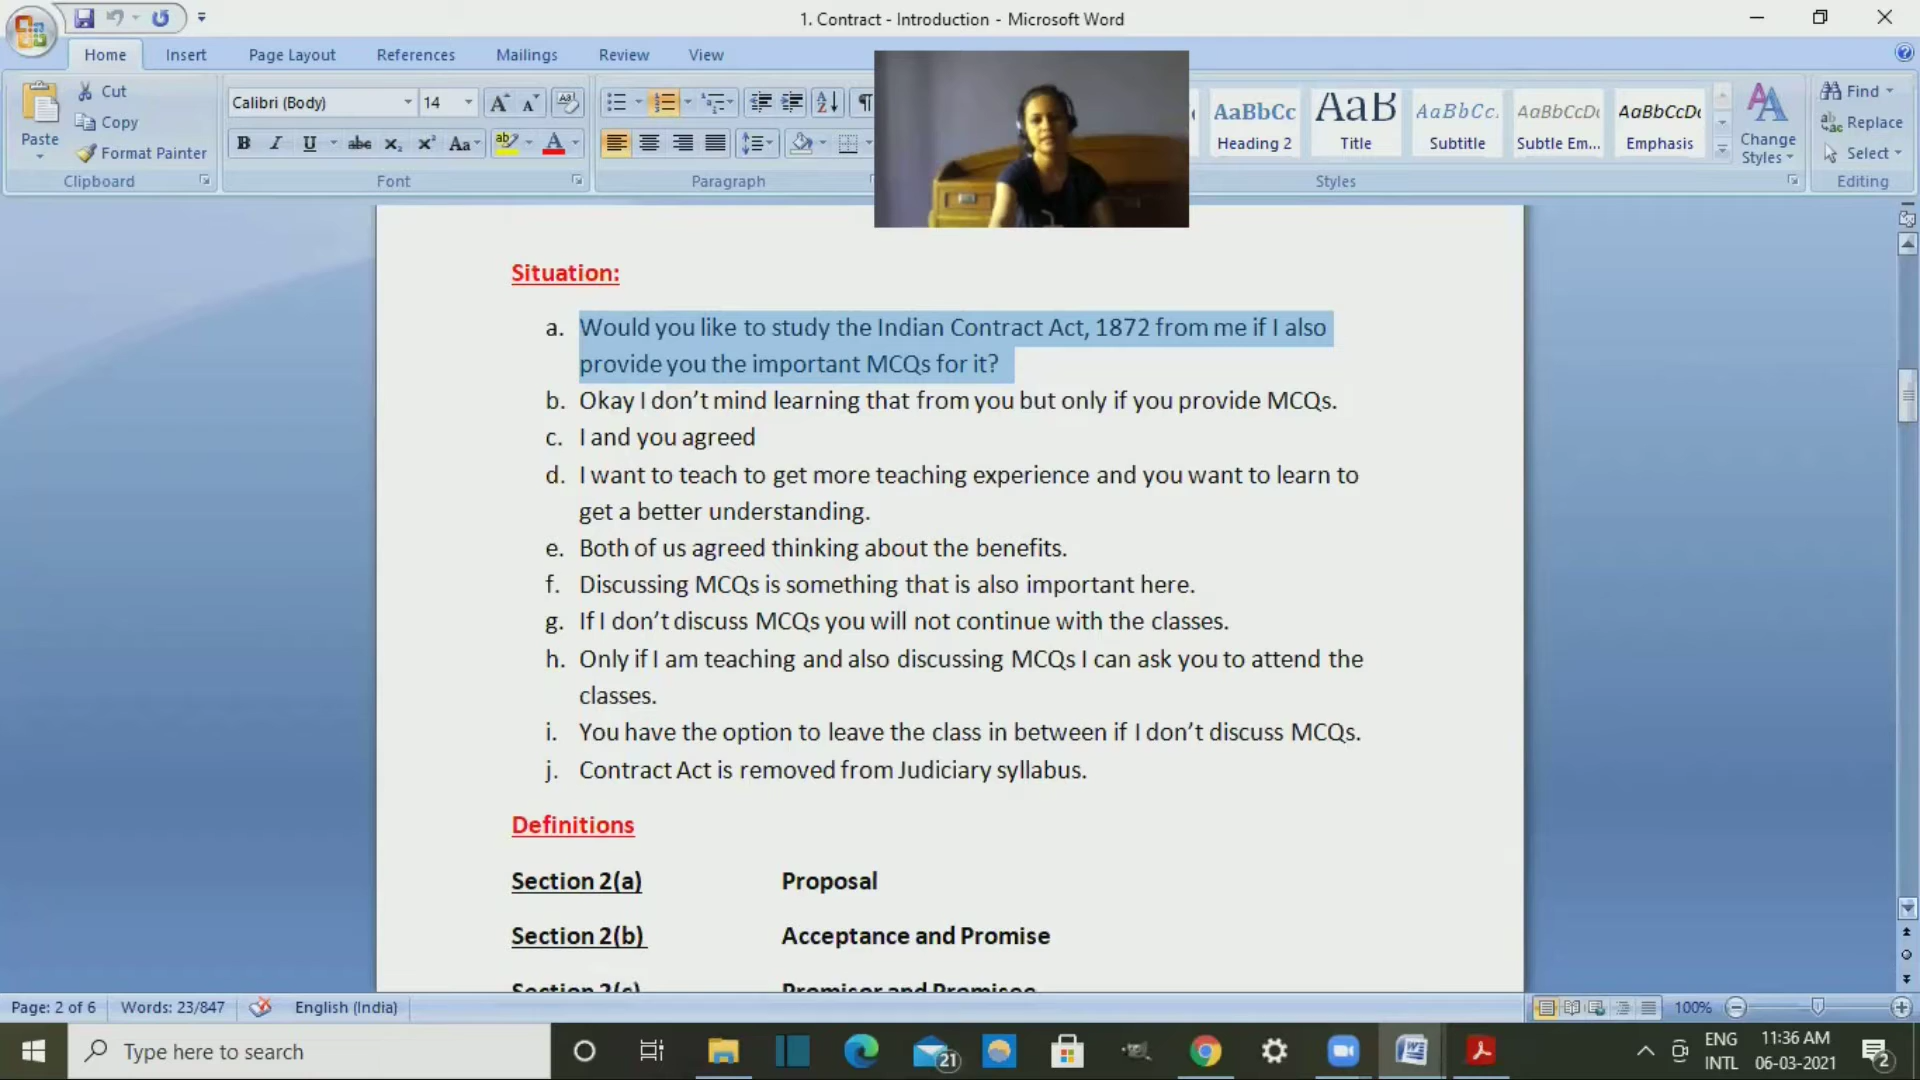 1. Contract - Introduction - Microsoft Word
Home Insert Page Layout References Mailings Review View
Cut
Copy
Format Painter
Paste
Clipboard
Calibri (Body) 14
Font
Paragraph
AaBbCc AaB AaBbCc. AaBbCcDc AaBbCcDc
Heading 2 Title Subtitle Subtle Em... Emphasis
Change Styles
Styles
Find
Replace
Select
Editing
Situation:
a. Would you like to study the Indian Contract Act, 1872 from me if I also
provide you the important MCQs for it?
b. Okay I don't mind learning that from you but only if you provide MCQs.
c. I and you agreed
d. I want to teach to get more teaching experience and you want to learn to
get a better understanding.
e. Both of us agreed thinking about the benefits.
f. Discussing MCQs is something that is also important here.
g. If I don't discuss MCQs you will not continue with the classes.
h. Only if I am teaching and also discussing MCQs I can ask you to attend the
classes.
i. You have the option to leave the class in between if I don't discuss MCQs.
j. Contract Act is removed from Judiciary syllabus.
Definitions
Section 2(a) Proposal
Section 2(b) Acceptance and Promise
Section 2(c) Promisor and Promisee
Page: 2 of 6 Words: 23/847 English (India) 100%
Type here to search 21 ENG 11:36 AM
INTL 06-03-2021 2